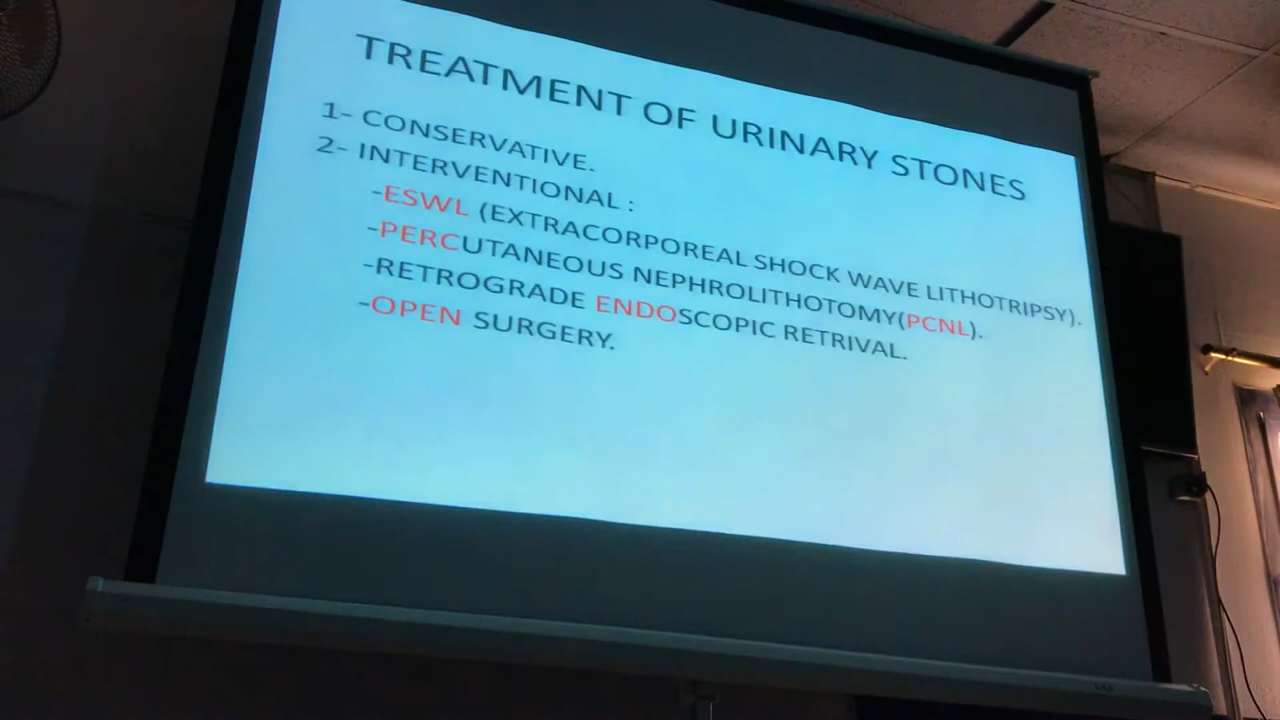 TREATMENT OF URINARY STONES
1- CONSERVATIVE.
2- INTERVENTIONAL :
-ESWL (EXTRACORPOREAL SHOCK WAVE LITHOTRIPSY).
-PERCUTANEOUS NEPHROLITHOTOMY(PCNL).
-RETROGRADE ENDOSCOPIC RETRIVAL.
-OPEN SURGERY.